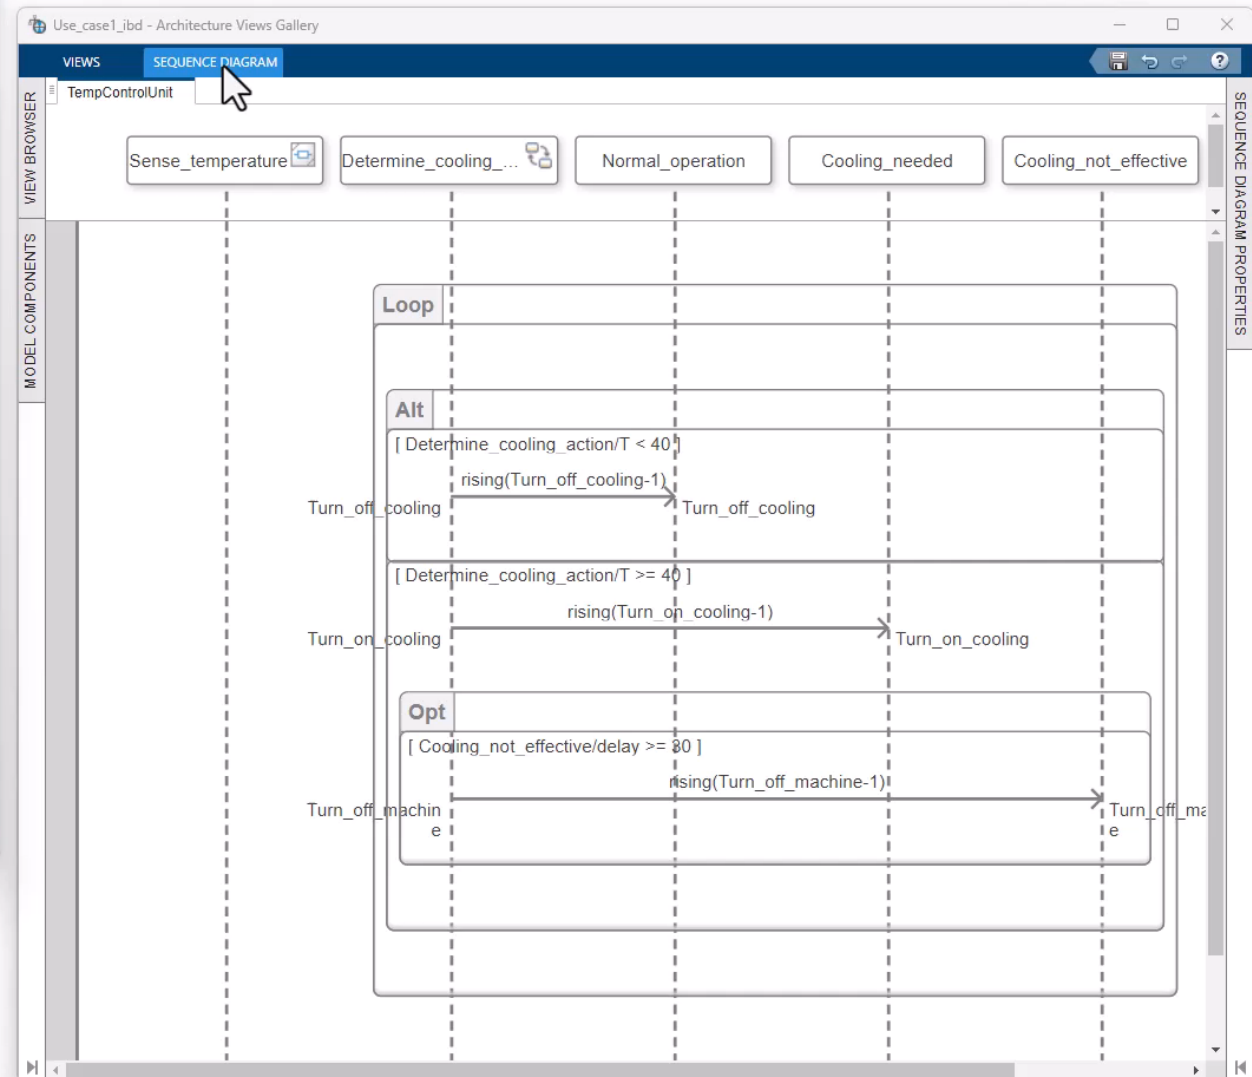 Use_case1_ibd - Architecture Views Gallery
VIEWS
SEQUENCE DIAGRAM
?
TempControlUnit
VIEW BROWSER
MODEL COMPONENTS
SEQUENCE DIAGRAM PROPERTIES
Sense_temperature
Determine_cooling_...
Normal_operation
Cooling_needed
Cooling_not_effective
Loop
Alt
[ Determine_cooling_action/T < 40 ]
rising(Turn_off_cooling-1)
Turn_off_cooling
Turn_off_cooling
[ Determine_cooling_action/T >= 40 ]
rising(Turn_on_cooling-1)
Turn_on_cooling
Turn_on_cooling
Opt
[ Cooling_not_effective/delay >= 30 ]
rising(Turn_off_machine-1)
Turn_off_machin
e
Turn_off_ma
e